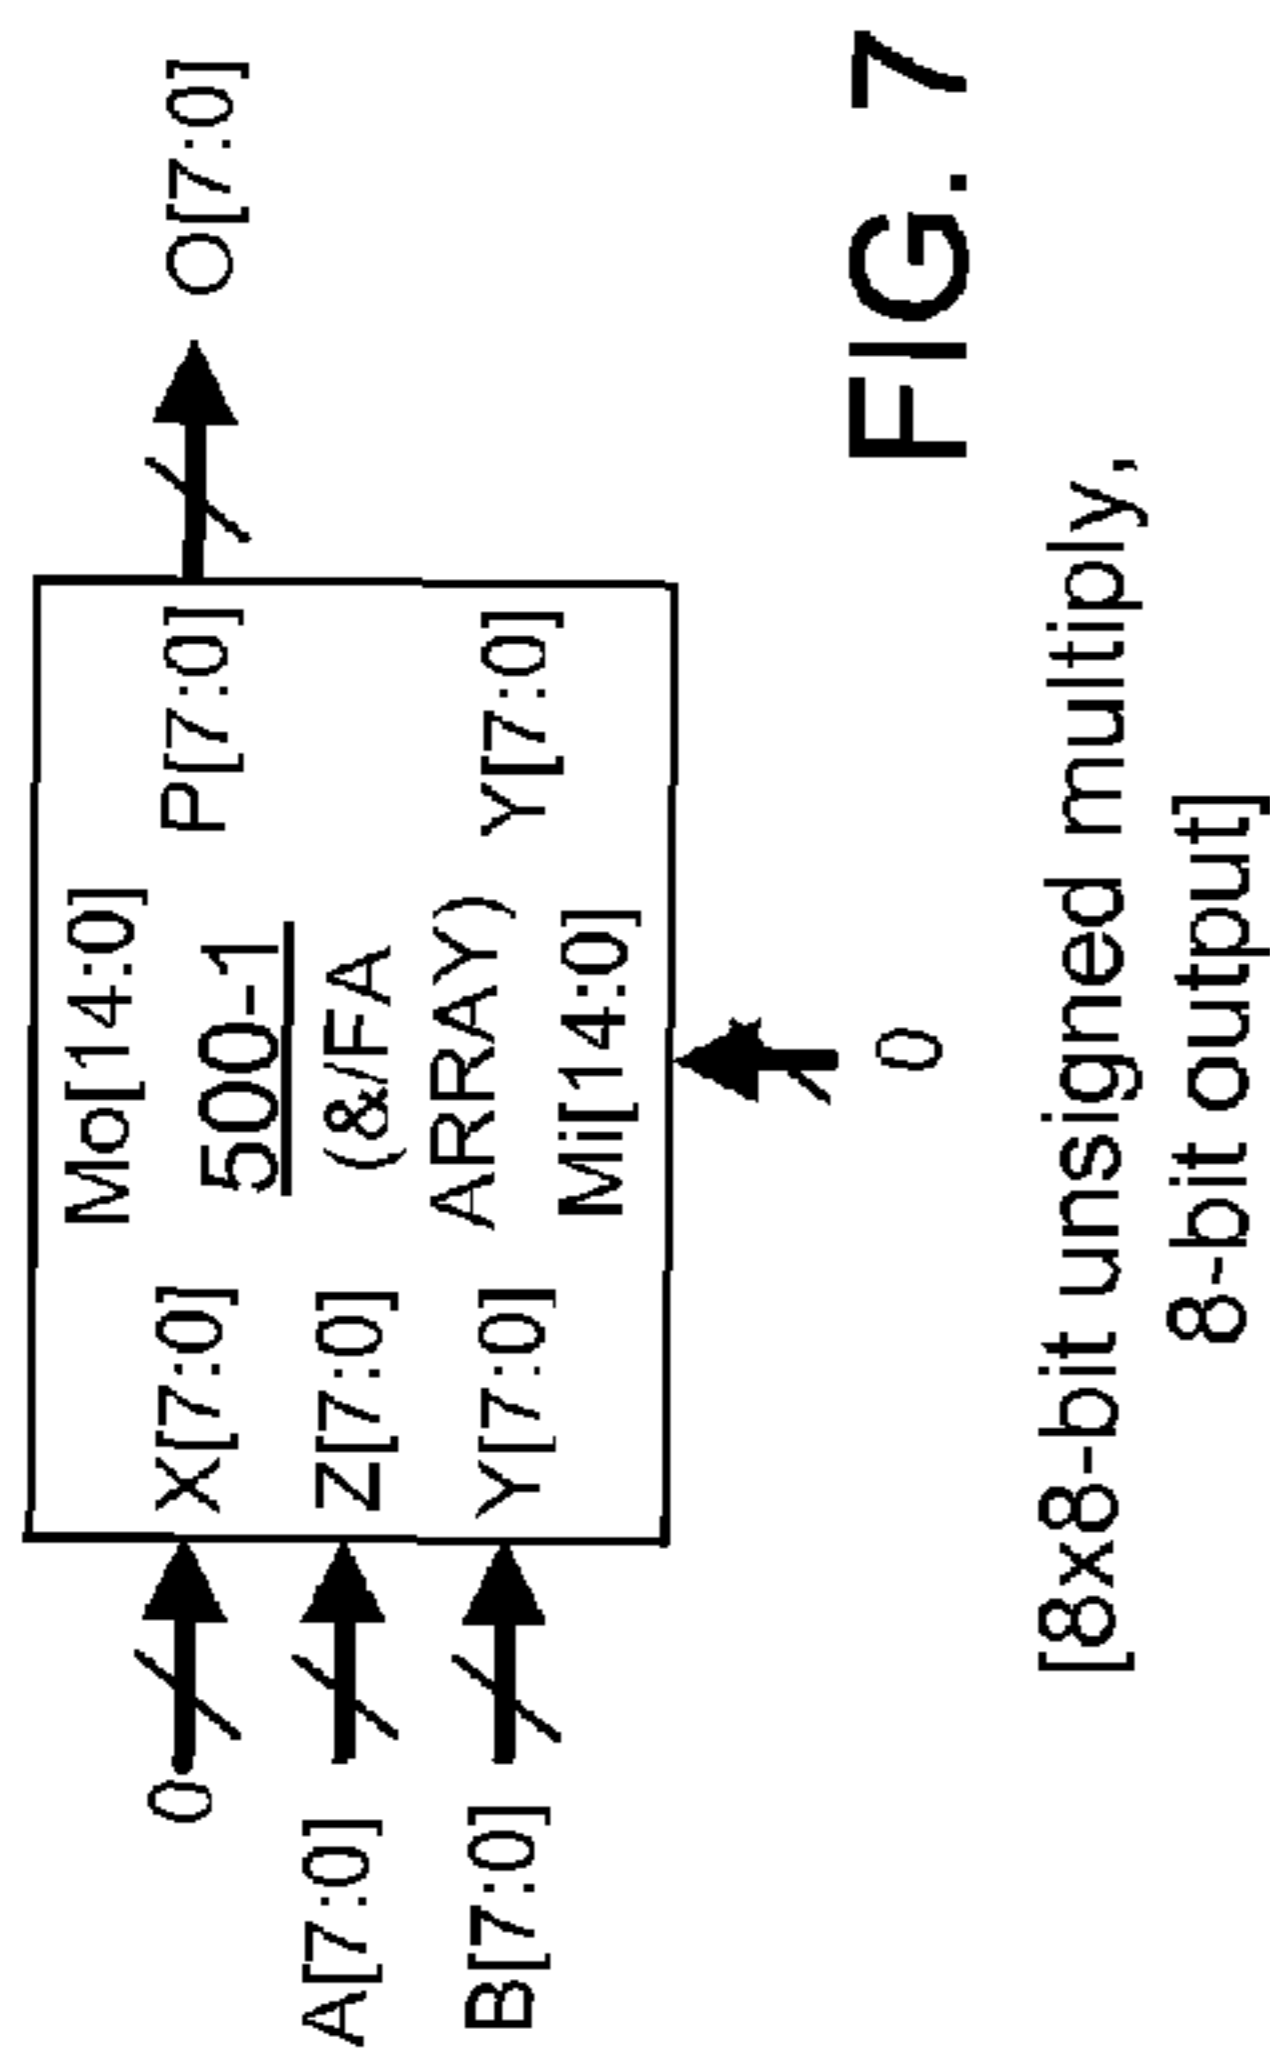 Mo[14:0]
0 X[7:0] 500-1 P[7:0] O[7:0]
A[7:0] Z[7:0] (&/FA
B[7:0] Y[7:0] ARRAY) Y[7:0]
Mi[14:0]
0
FIG. 7
[8x8-bit unsigned multiply,
8-bit output]